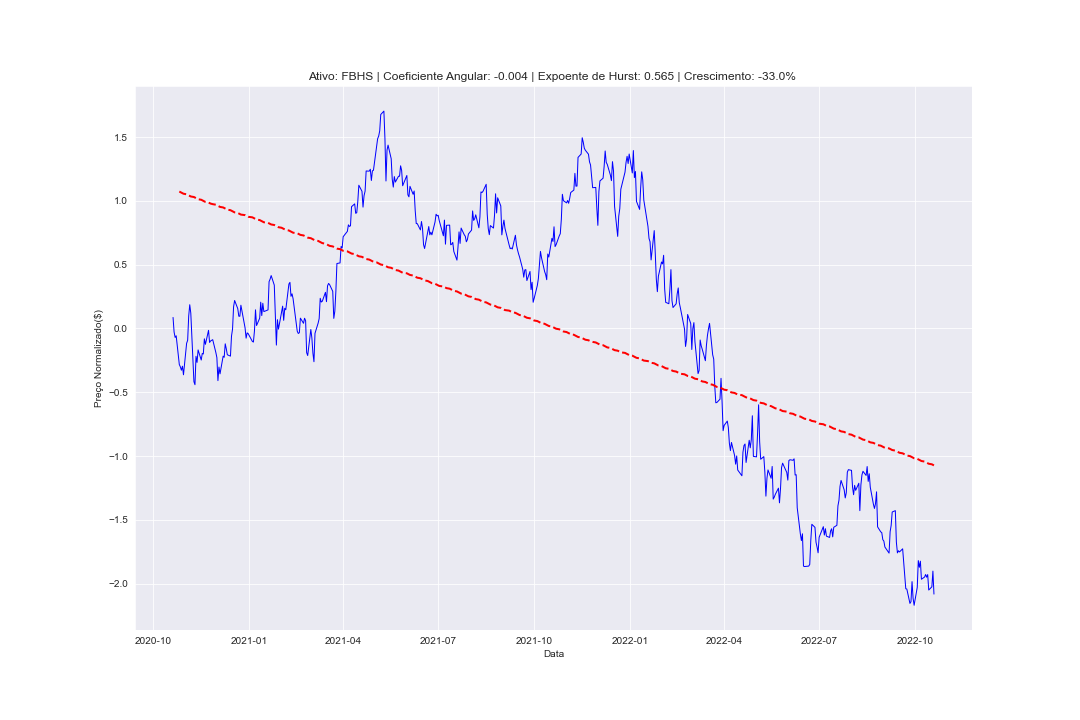 Ativo: FBHS | Coeficiente Angular: -0.004 | Expoente de Hurst: 0.565 | Crescimento: -33.0%
Preço Normalizado($)
1.5
1.0
0.5
0.0
−0.5
−1.0
−1.5
−2.0
2020-10 2021-01 2021-04 2021-07 2021-10 2022-01 2022-04 2022-07 2022-10
Data